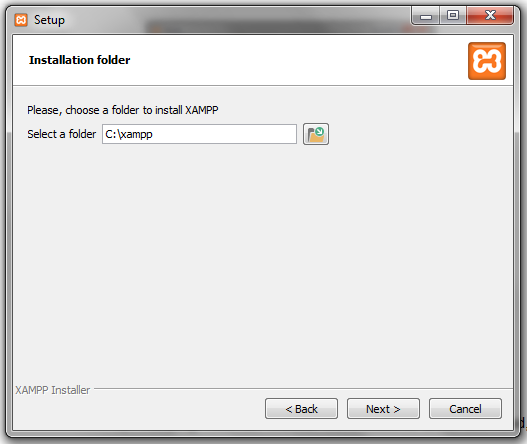 Setup
Installation folder
Please, choose a folder to install XAMPP
Select a folder C:\xampp
XAMPP Installer
< Back Next > Cancel